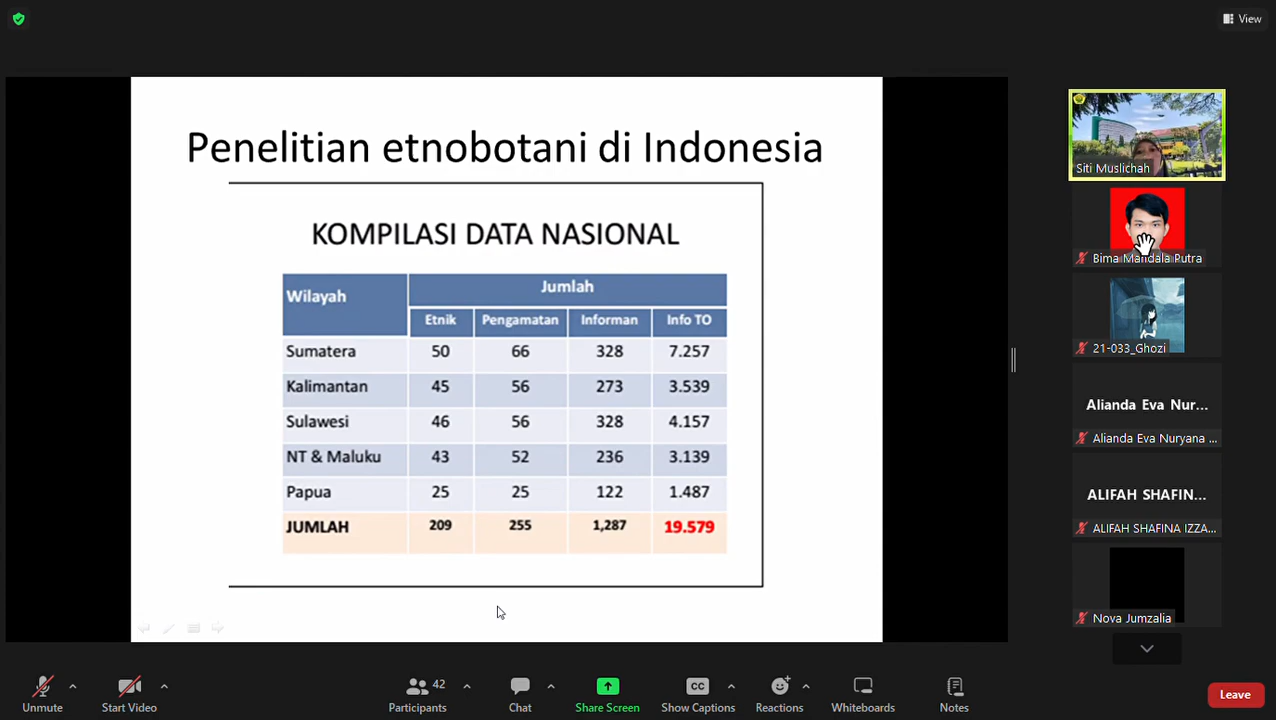 View
Penelitian etnobotani di Indonesia
KOMPILASI DATA NASIONAL
Wilayah Jumlah
Etnik Pengamatan Informan Info TO
Sumatera 50 66 328 7.257
Kalimantan 45 56 273 3.539
Sulawesi 46 56 328 4.157
NT & Maluku 43 52 236 3.139
Papua 25 25 122 1.487
JUMLAH 209 255 1,287 19.579
Siti Muslichah
Bima Mandala Putra
21-033_Ghozi
Alianda Eva Nur...
Alianda Eva Nuryana ...
ALIFAH SHAFIN...
ALIFAH SHAFINA IZZA...
Nova Jumzalia
Unmute
Start Video
42
Participants
Chat
Share Screen
CC
Show Captions
Reactions
Whiteboards
Notes
Leave